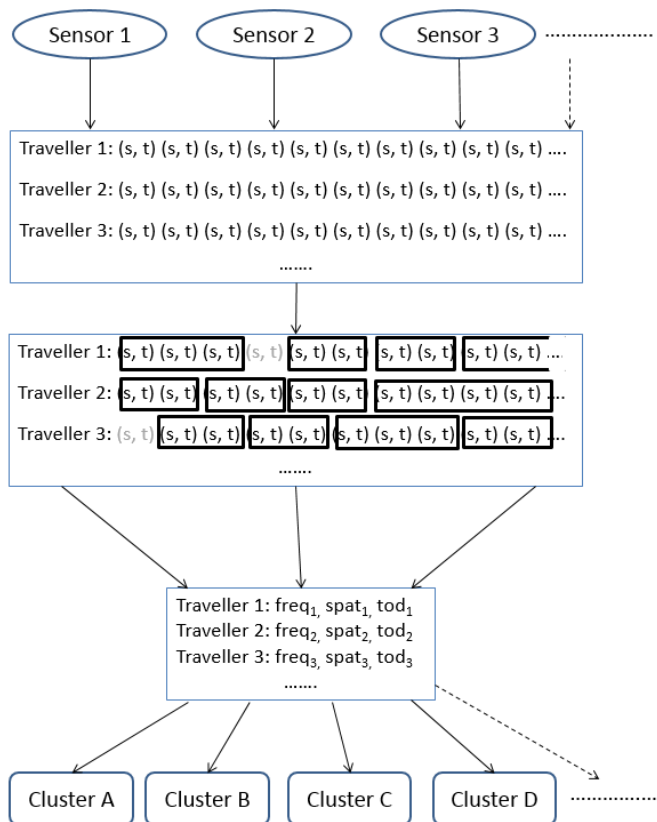 Sensor 1 Sensor 2 Sensor 3 ....................
Traveller 1: (s, t) (s, t) (s, t) (s, t) (s, t) (s, t) (s, t) (s, t) (s, t) (s, t) ....
Traveller 2: (s, t) (s, t) (s, t) (s, t) (s, t) (s, t) (s, t) (s, t) (s, t) (s, t) ....
Traveller 3: (s, t) (s, t) (s, t) (s, t) (s, t) (s, t) (s, t) (s, t) (s, t) (s, t) ....
.......
Traveller 1: (s, t) (s, t) (s, t) (s, t) (s, t) (s, t) (s, t) (s, t) (s, t) (s, t) ....
Traveller 2: (s, t) (s, t) (s, t) (s, t) (s, t) (s, t) (s, t) (s, t) (s, t) (s, t) ....
Traveller 3: (s, t) (s, t) (s, t) (s, t) (s, t) (s, t) (s, t) (s, t) (s, t) (s, t) ....
.......
Traveller 1: freq₁, spat₁, tod₁
Traveller 2: freq₂, spat₂, tod₂
Traveller 3: freq₃, spat₃, tod₃
.......
Cluster A Cluster B Cluster C Cluster D ................